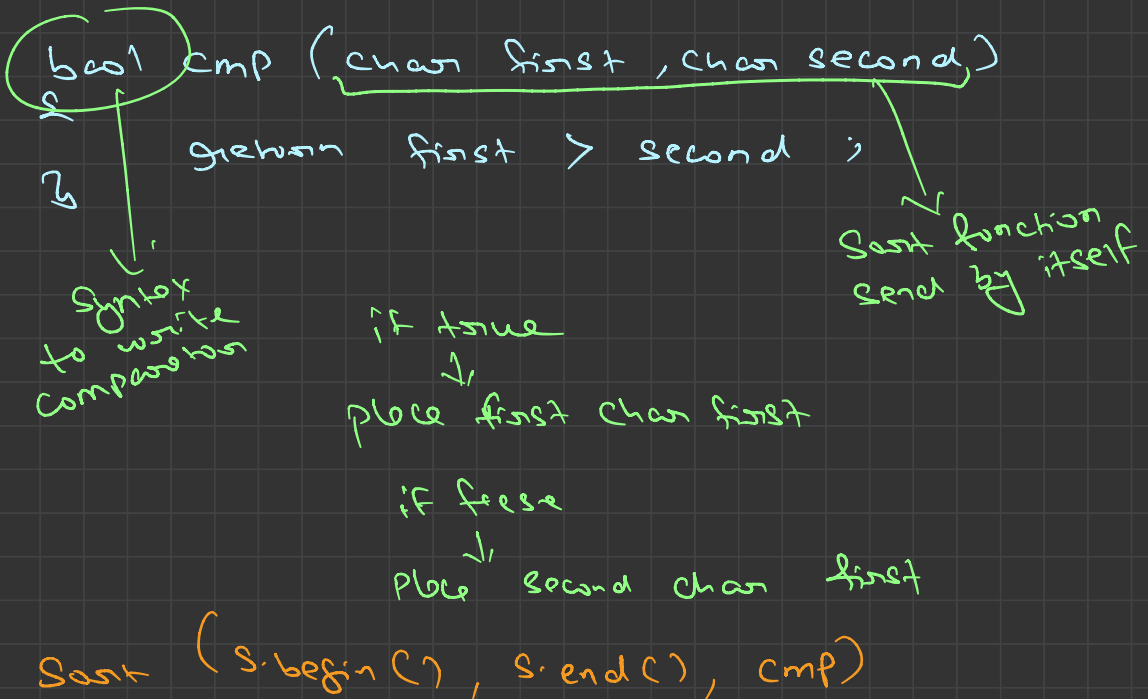 bool cmp (char first , char second,)
{
return first > second ;
}
Syntax
to write
comparator
Sort function
send by itself
if true
place first char first
if false
place second char first
Sort (s.begin(), s.end(), cmp)